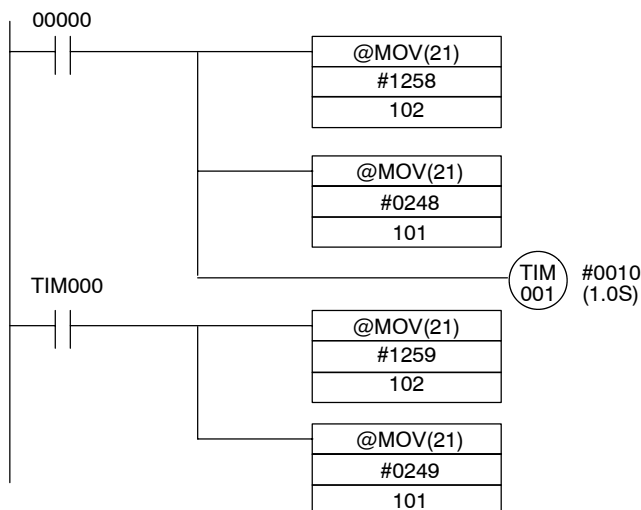 00000
@MOV(21)
#1258
102
@MOV(21)
#0248
101
TIM 001
#0010
(1.0S)
TIM000
@MOV(21)
#1259
102
@MOV(21)
#0249
101